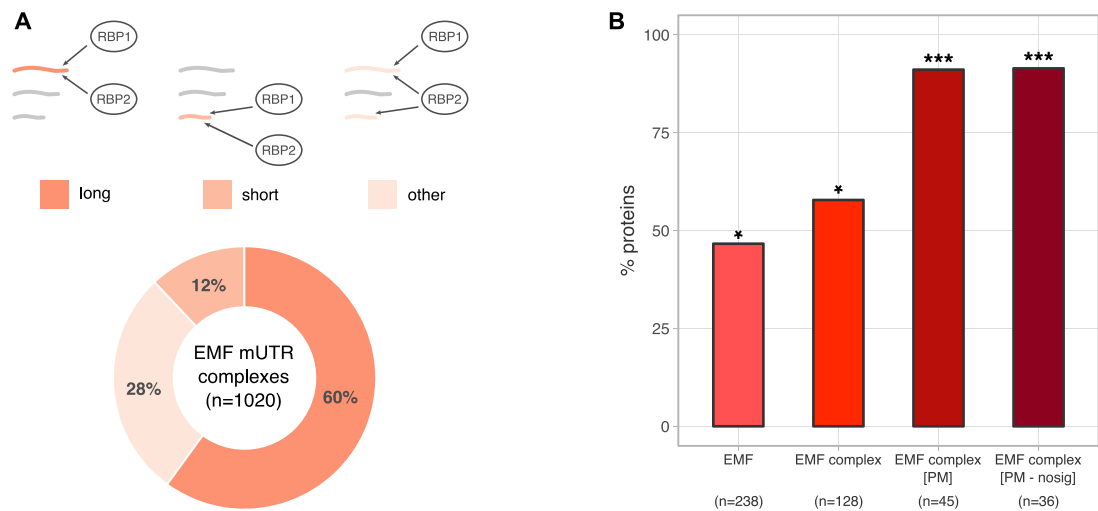 A
RBP1
RBP2
RBP1
RBP2
RBP1
RBP2
long
short
other
12%
28%
60%
EMF mUTR
complexes
(n=1020)
B
% proteins
100
75
50
25
0
*
*
***
***
EMF
(n=238)
EMF complex
(n=128)
EMF complex
[PM]
(n=45)
EMF complex
[PM - nosig]
(n=36)